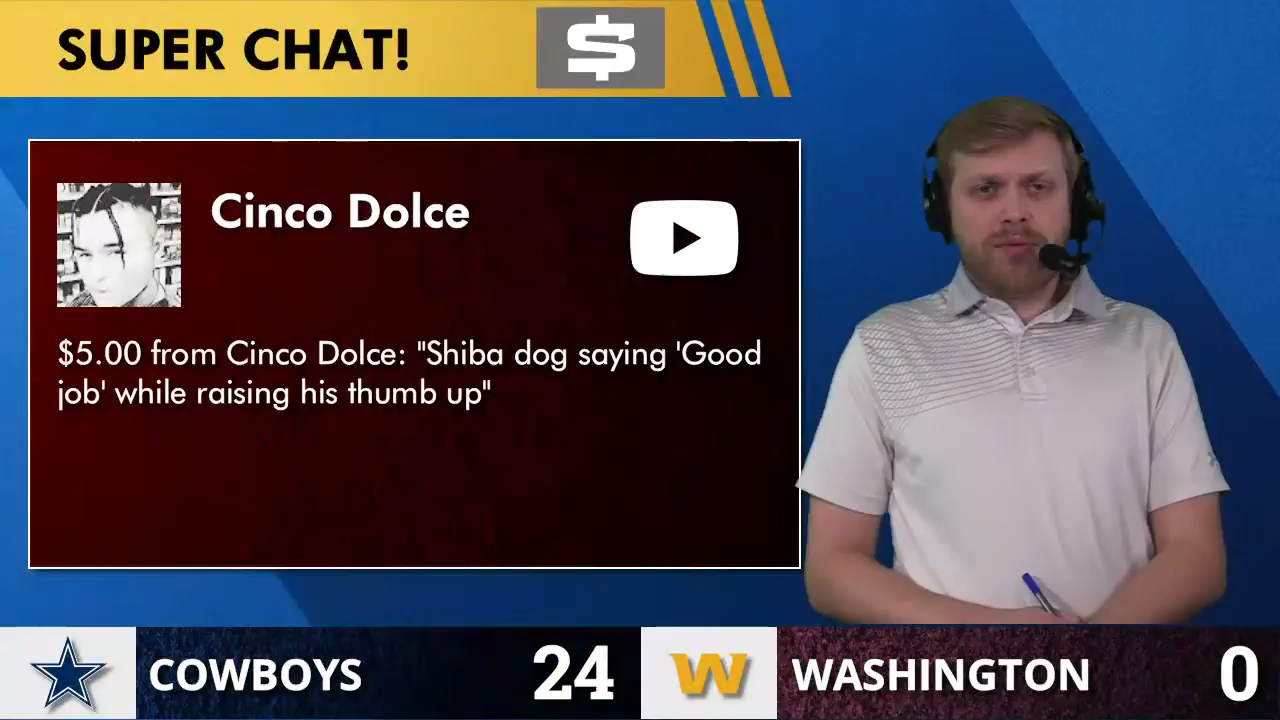 SUPER CHAT!
Cinco Dolce
$5.00 from Cinco Dolce: "Shiba dog saying 'Good
job' while raising his thumb up"
COWBOYS 24 W WASHINGTON 0